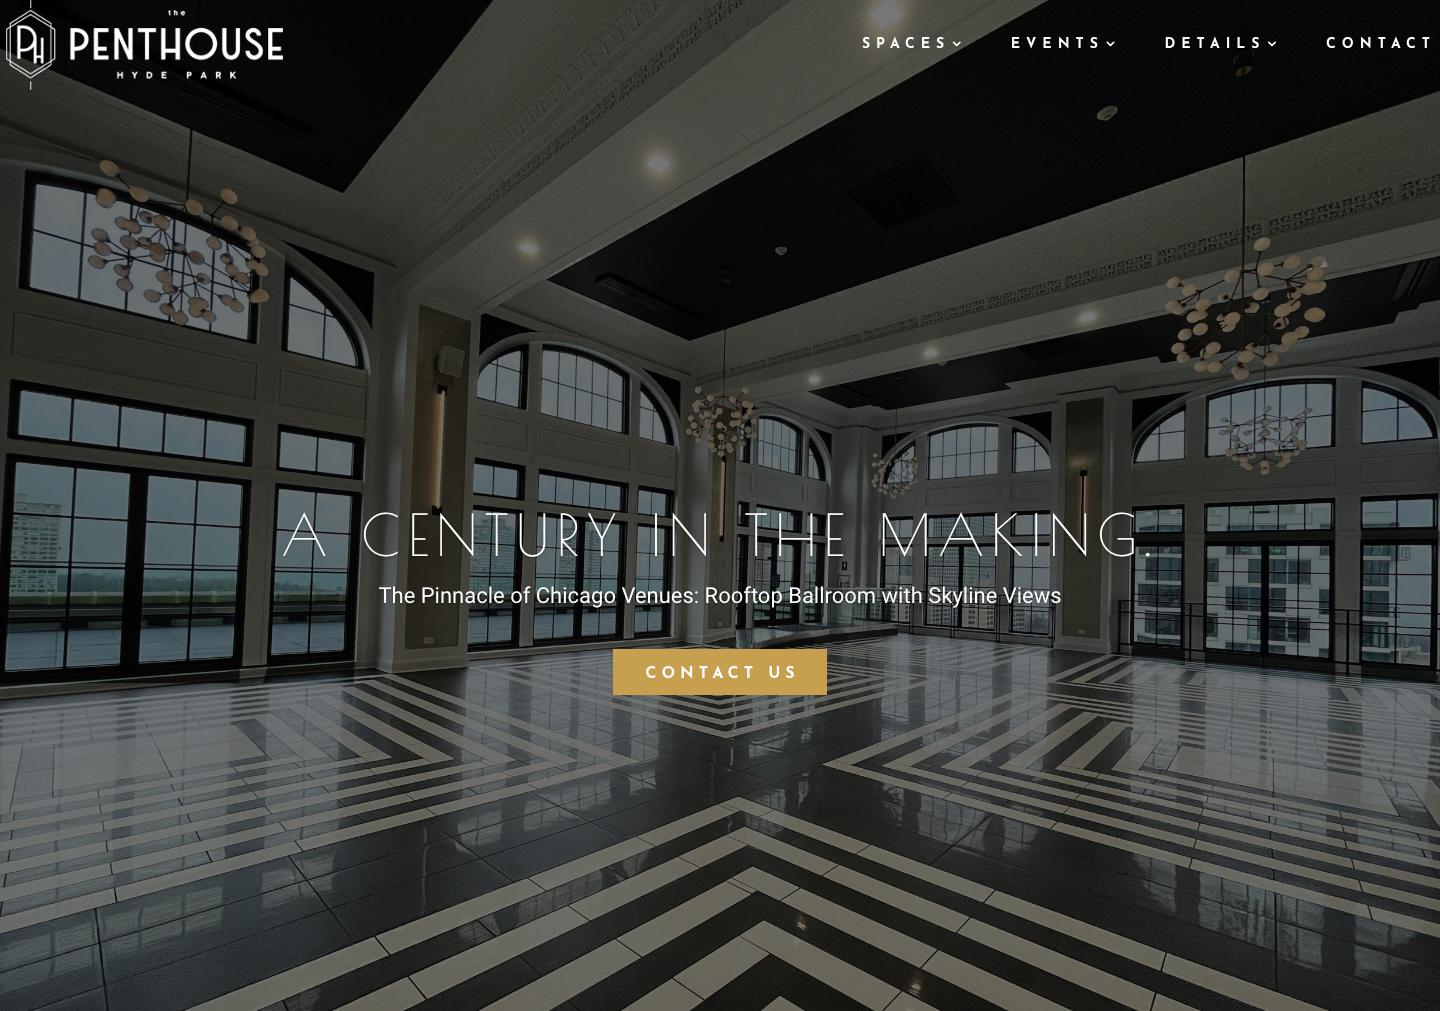 the
PH PENTHOUSE
HYDE PARK
SPACES EVENTS DETAILS CONTACT
A CENTURY IN THE MAKING.
The Pinnacle of Chicago Venues: Rooftop Ballroom with Skyline Views
CONTACT US